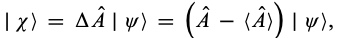 | χ⟩ = ΔÂ | ψ⟩ = (Â − ⟨Â⟩) | ψ⟩,